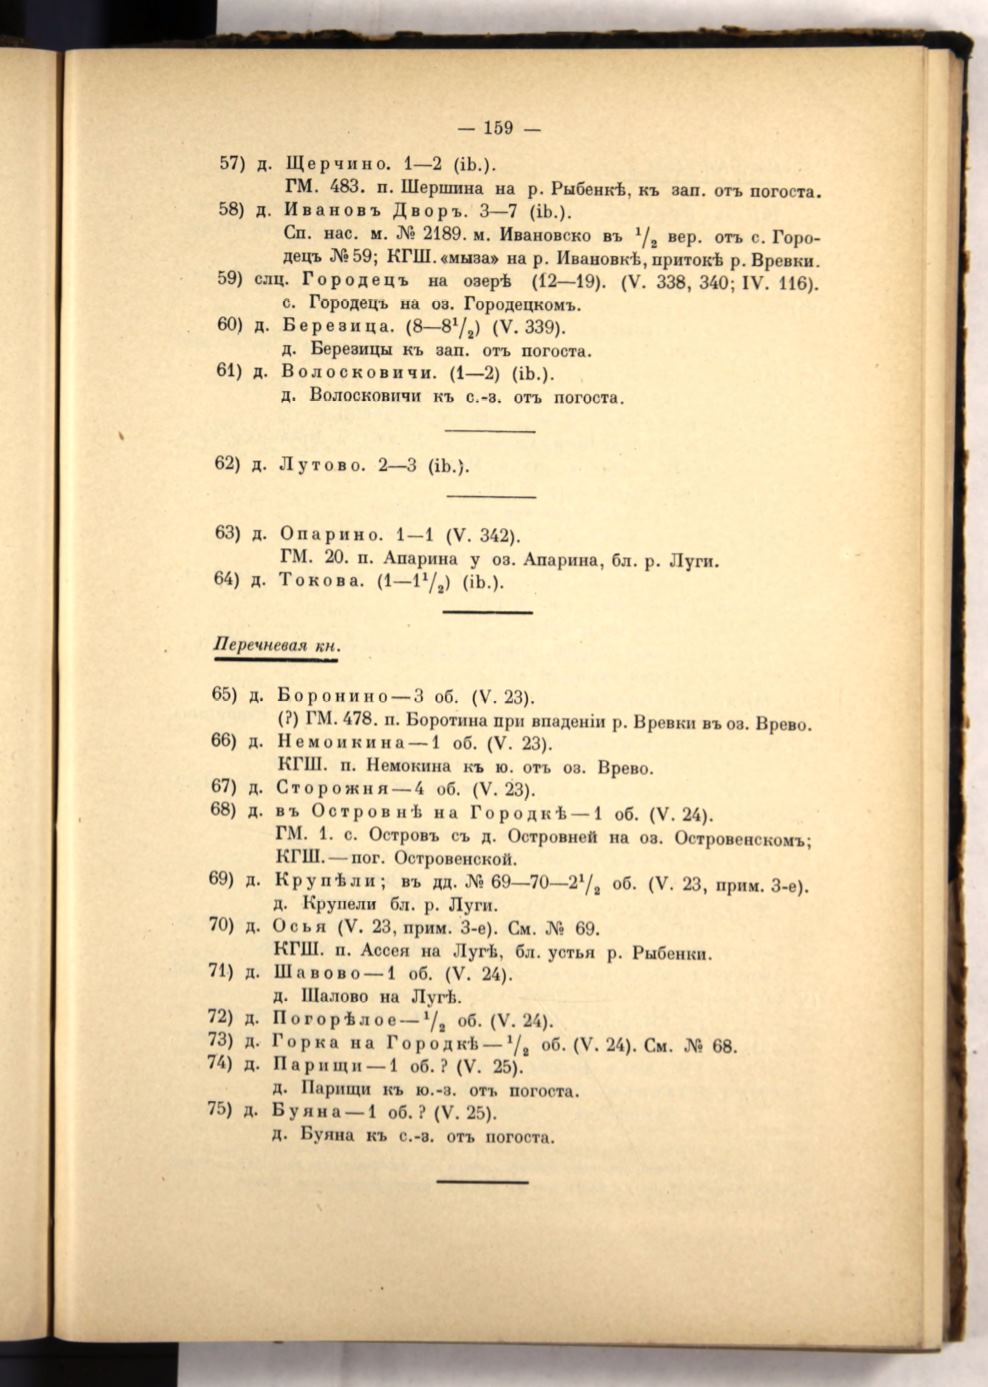 — 159 —
57) д. Щерчино. 1—2 (ib.).
ГМ. 483. п. Шершина на р. Рыбенкѣ, къ зап. отъ погоста.
58) д. Ивановъ Дворъ. 3—7 (ib.).
Сп. нас. м. № 2189. м. Ивановско въ 1/2 вер. отъ с. Горо-
децъ № 59; КГШ. «мыза» на р. Ивановкѣ, притокѣ р. Вревки.
59) слц. Городецъ на озерѣ (12—19). (V. 338, 340; IV. 116).
с. Городецъ на оз. Городецкомъ.
60) д. Березица. (8—8 1/2) (V. 339).
д. Березицы къ зап. отъ погоста.
61) д. Волосковичи. (1—2) (ib.).
д. Волосковичи къ с.-з. отъ погоста.
62) д. Лутово. 2—3 (ib.).
63) д. Опарино. 1—1 (V. 342).
ГМ. 20. п. Апарина у оз. Апарина, бл. р. Луги.
64) д. Токова. (1—1 1/2) (ib.).
Перечневая кн.
65) д. Боронино—3 об. (V. 23).
(?) ГМ. 478. п. Боротина при впаденіи р. Вревки въ оз. Врево.
66) д. Немоикина—1 об. (V. 23).
КГШ. п. Немокина къ ю. отъ оз. Врево.
67) д. Сторожня—4 об. (V. 23).
68) д. въ Островнѣ на Городкѣ—1 об. (V. 24).
ГМ. 1. с. Островъ съ д. Островней на оз. Островенскомъ;
КГШ.—пог. Островенской.
69) д. Крупѣли; въ дд. № 69—70—2 1/2 об. (V. 23, прим. 3-е).
д. Крупели бл. р. Луги.
70) д. Осья (V. 23, прим. 3-е). См. № 69.
КГШ. п. Ассея на Лугѣ, бл. устья р. Рыбенки.
71) д. Шавово—1 об. (V. 24).
д. Шалово на Лугѣ.
72) д. Погорѣлое—1/2 об. (V. 24).
73) д. Горка на Городкѣ—1/2 об. (V. 24). См. № 68.
74) д. Парищи—1 об. ? (V. 25).
д. Парищи къ ю.-з. отъ погоста.
75) д. Буяна—1 об. ? (V. 25).
д. Буяна къ с.-з. отъ погоста.